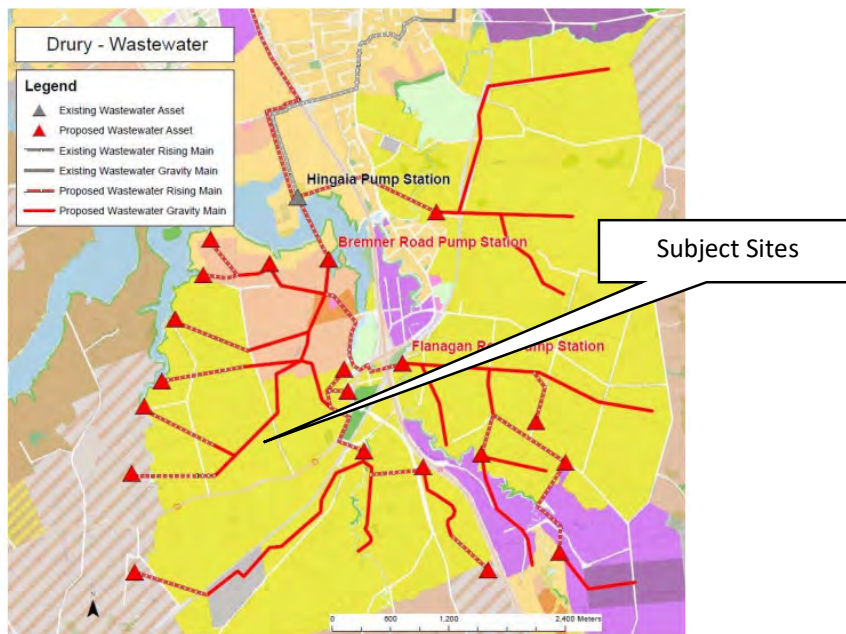 Drury - Wastewater
Legend
Existing Wastewater Asset
Proposed Wastewater Asset
Existing Wastewater Rising Main
Existing Wastewater Gravity Main
Proposed Wastewater Rising Main
Proposed Wastewater Gravity Main
Hingaia Pump Station
Subject Sites
Bremner Road Pump Station
Flanagan Pump Station
N
0 600 1,200 2,400 Meters